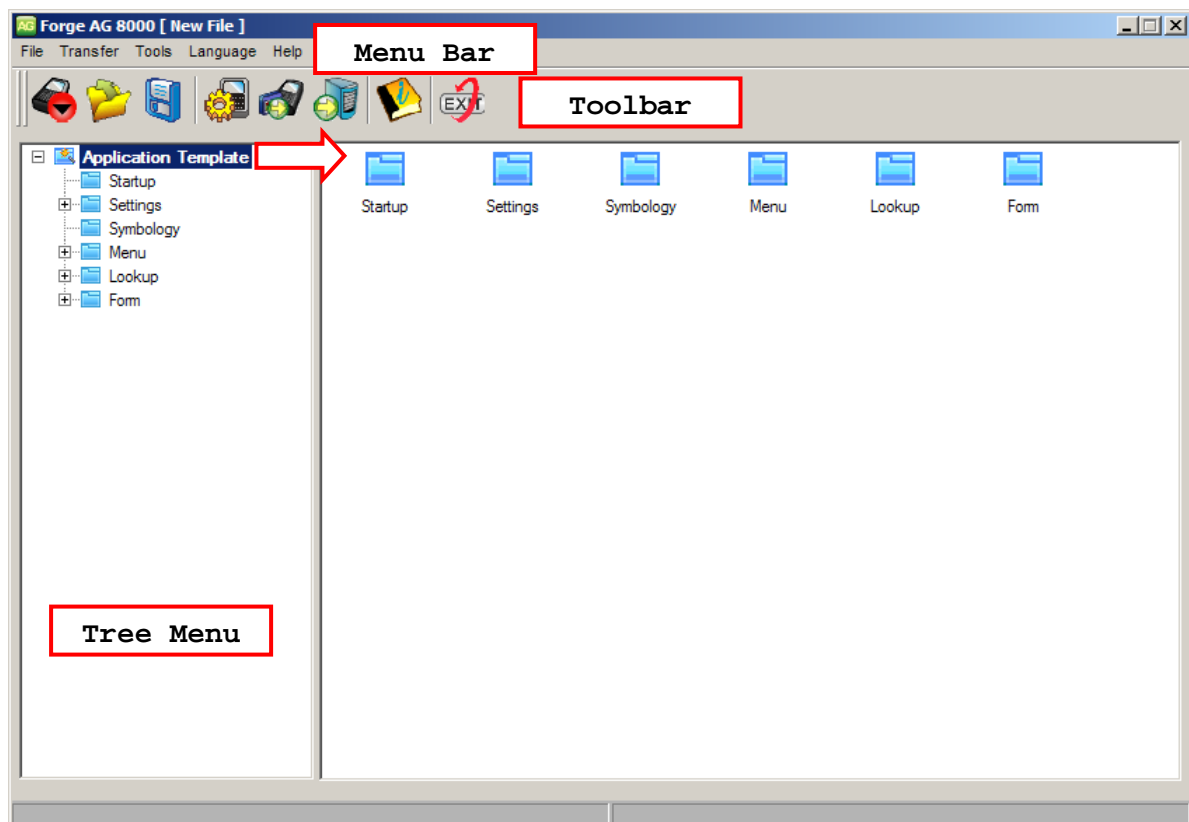 AG Forge AG 8000 [ New File ]
File Transfer Tools Language Help
Menu Bar
EXIT
Toolbar
Application Template
Startup
Settings
Symbology
Menu
Lookup
Form
Startup Settings Symbology Menu Lookup Form
Tree Menu